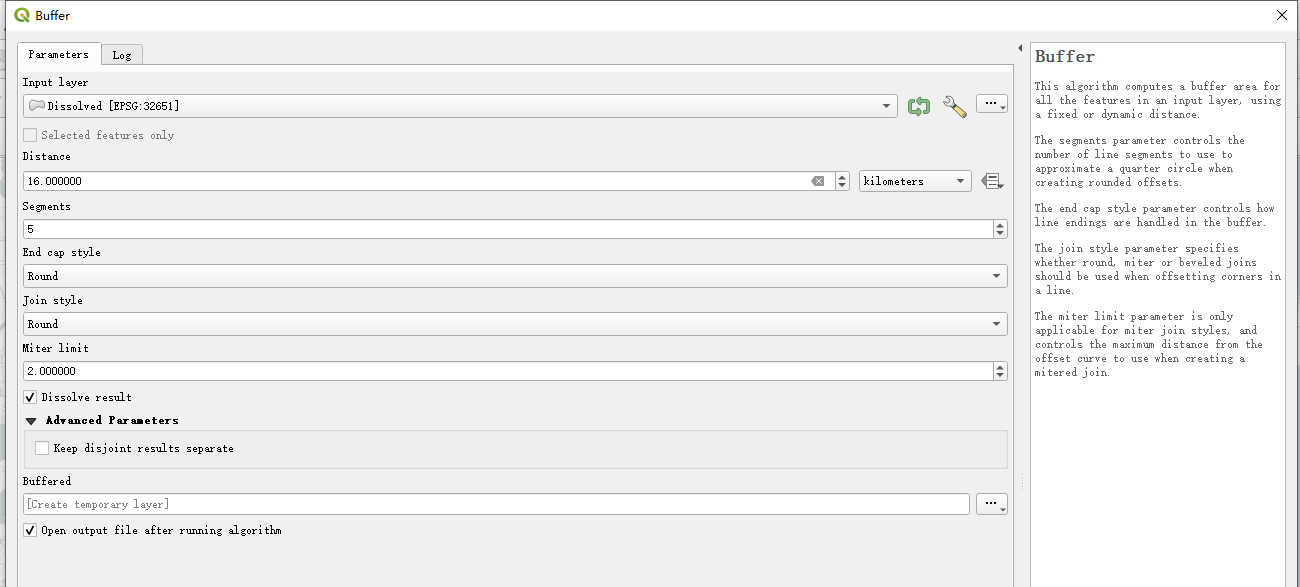 Buffer
Parameters
Log
Input layer
Dissolved [EPSG:32651]
...
Selected features only
Distance
16.000000
kilometers
Segments
5
End cap style
Round
Join style
Round
Miter limit
2.000000
Dissolve result
Advanced Parameters
Keep disjoint results separate
Buffered
[Create temporary layer]
...
Open output file after running algorithm
Buffer
This algorithm computes a buffer area for
all the features in an input layer, using
a fixed or dynamic distance.
The segments parameter controls the
number of line segments to use to
approximate a quarter circle when
creating rounded offsets.
The end cap style parameter controls how
line endings are handled in the buffer.
The join style parameter specifies
whether round, miter or beveled joins
should be used when offsetting corners in
a line.
The miter limit parameter is only
applicable for miter join styles, and
controls the maximum distance from the
offset curve to use when creating a
mitered join.